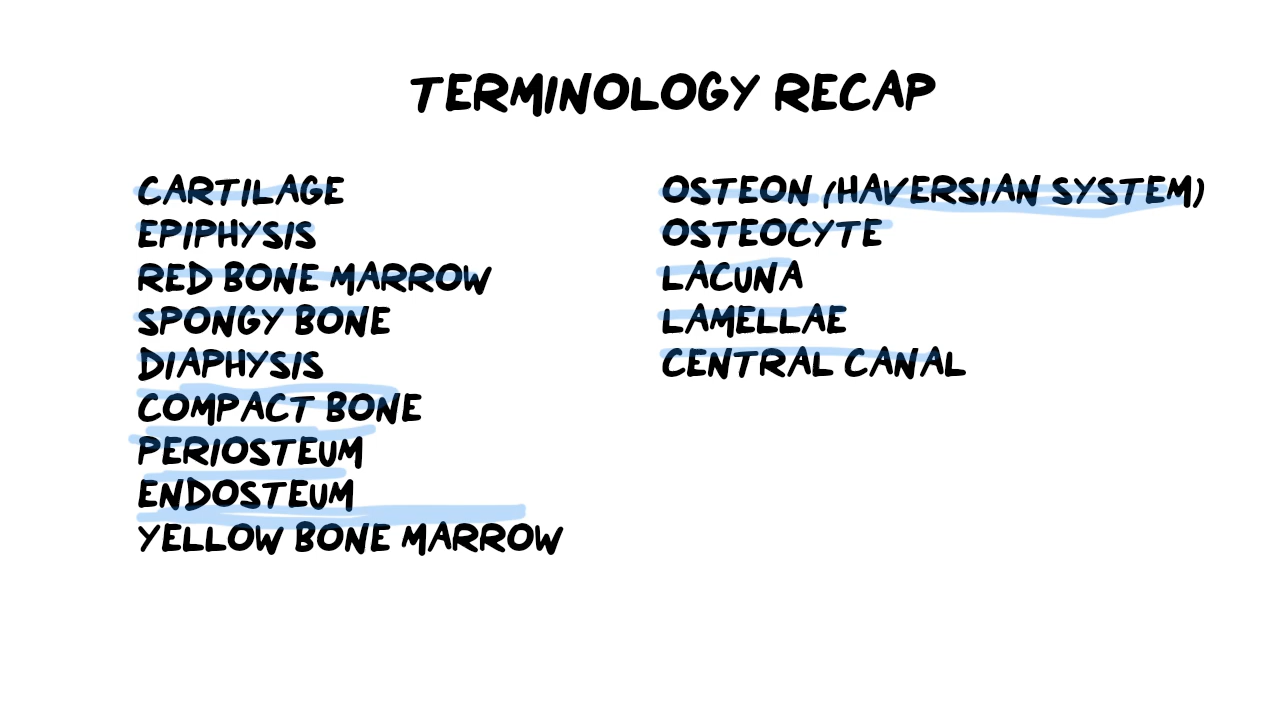 TERMINOLOGY RECAP
CARTILAGE
EPIPHYSIS
RED BONE MARROW
SPONGY BONE
DIAPHYSIS
COMPACT BONE
PERIOSTEUM
ENDOSTEUM
YELLOW BONE MARROW
OSTEON (HAVERSIAN SYSTEM)
OSTEOCYTE
LACUNA
LAMELLAE
CENTRAL CANAL